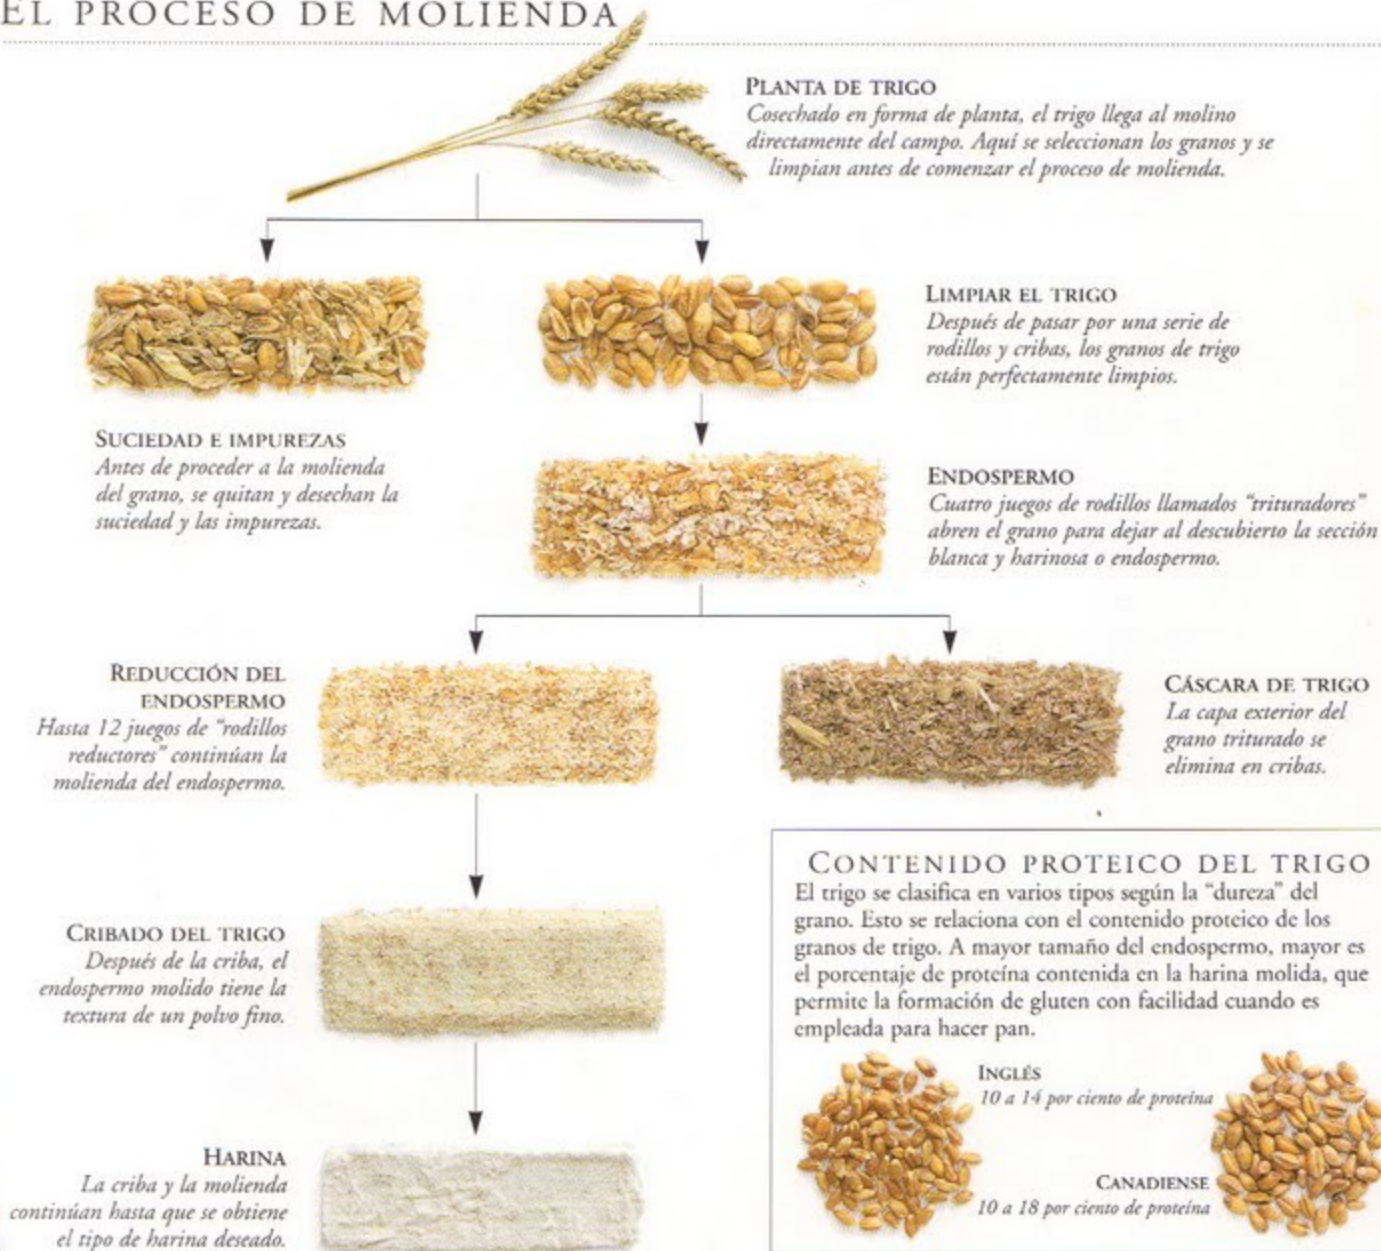 EL PROCESO DE MOLIENDA
PLANTA DE TRIGO
Cosechado en forma de planta, el trigo llega al molino
directamente del campo. Aquí se seleccionan los granos y se
limpian antes de comenzar el proceso de molienda.
LIMPIAR EL TRIGO
Después de pasar por una serie de
rodillos y cribas, los granos de trigo
están perfectamente limpios.
SUCIEDAD E IMPUREZAS
Antes de proceder a la molienda
del grano, se quitan y desechan la
suciedad y las impurezas.
ENDOSPERMO
Cuatro juegos de rodillos llamados "trituradores"
abren el grano para dejar al descubierto la sección
blanca y harinosa o endospermo.
REDUCCIÓN DEL
ENDOSPERMO
Hasta 12 juegos de "rodillos
reductores" continúan la
molienda del endospermo.
CÁSCARA DE TRIGO
La capa exterior del
grano triturado se
elimina en cribas.
CRIBADO DEL TRIGO
Después de la criba, el
endospermo molido tiene la
textura de un polvo fino.
HARINA
La criba y la molienda
continúan hasta que se obtiene
el tipo de harina deseado.
CONTENIDO PROTEICO DEL TRIGO
El trigo se clasifica en varios tipos según la "dureza" del
grano. Esto se relaciona con el contenido proteico de los
granos de trigo. A mayor tamaño del endospermo, mayor es
el porcentaje de proteína contenida en la harina molida, que
permite la formación de gluten con facilidad cuando es
empleada para hacer pan.
INGLÉS
10 a 14 por ciento de proteína
CANADIENSE
10 a 18 por ciento de proteína